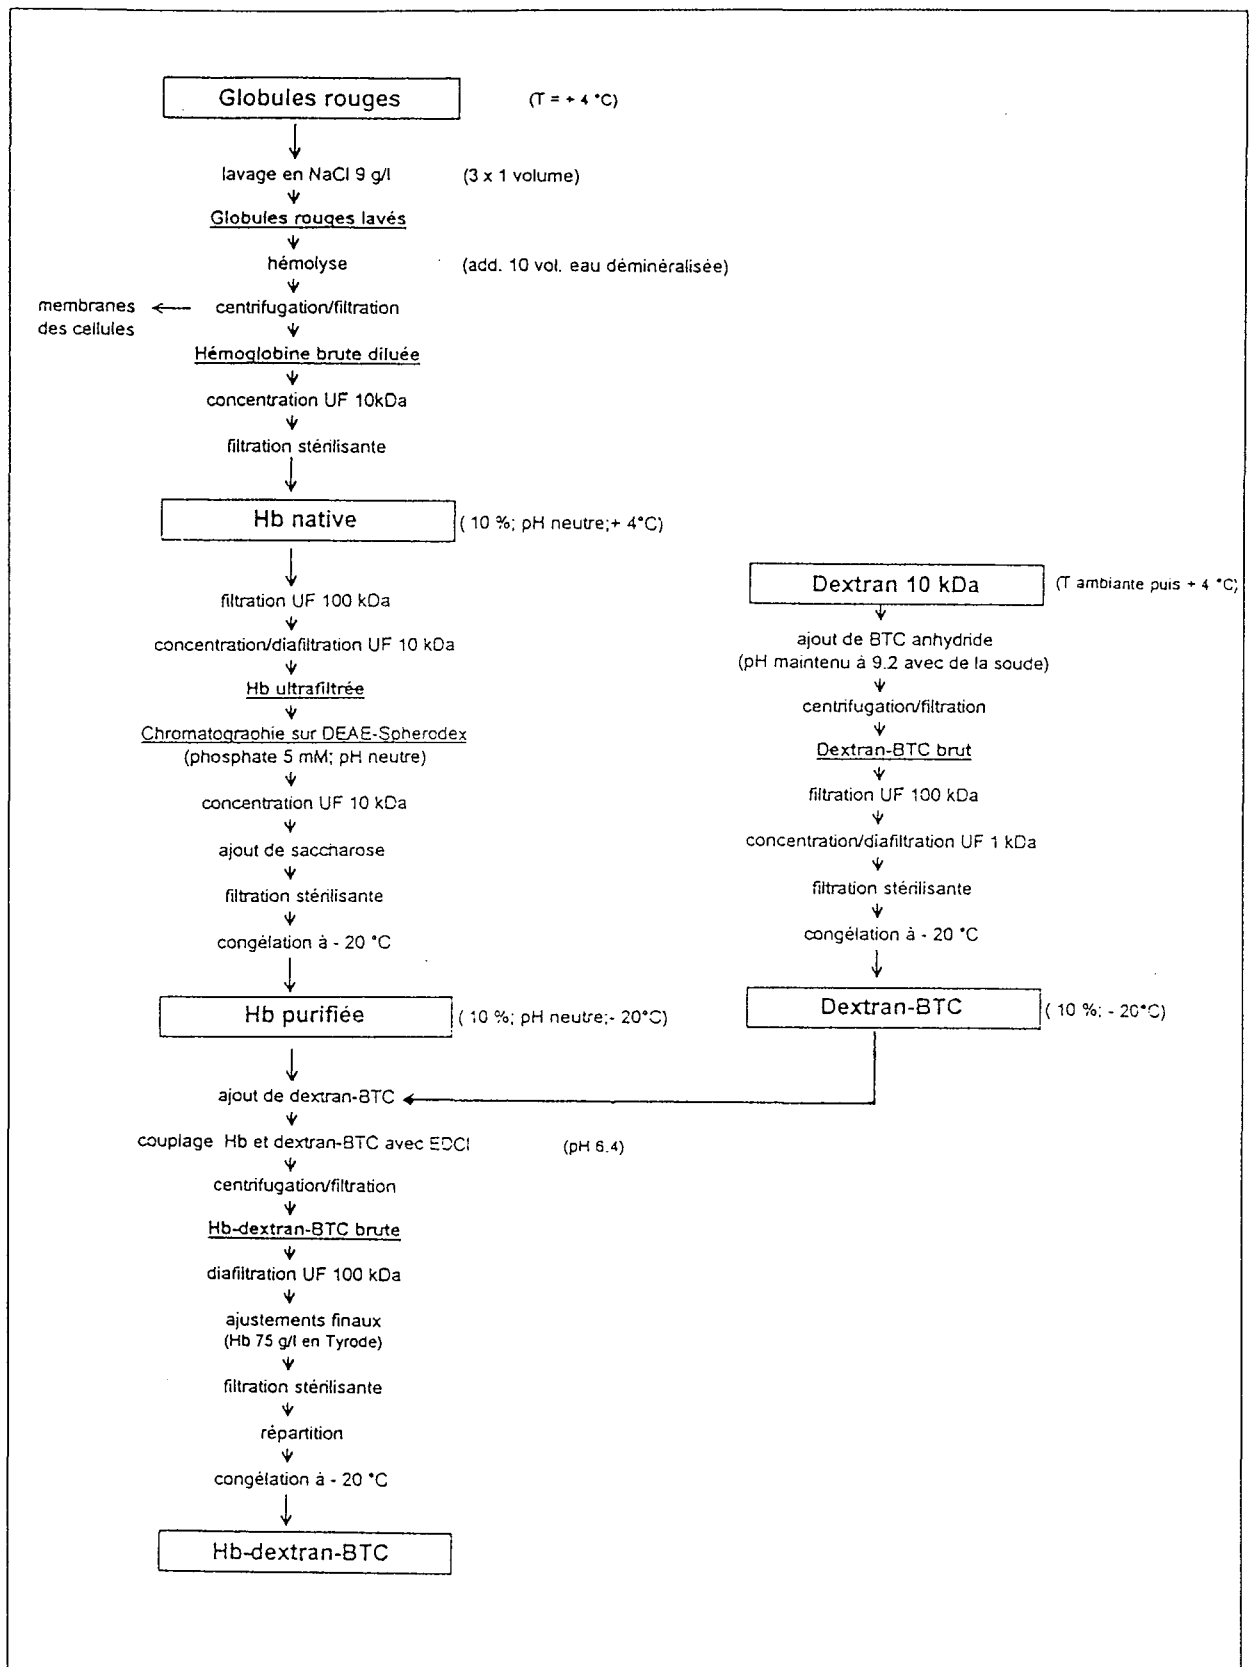 Globules rouges (T = + 4 °C)
lavage en NaCl 9 g/l (3 x 1 volume)
Globules rouges lavés
hémolyse (add. 10 vol. eau déminéralisée)
membranes
des cellules
centrifugation/filtration
Hémoglobine brute diluée
concentration UF 10kDa
filtration stérilisante
Hb native ( 10 %; pH neutre;+ 4°C)
filtration UF 100 kDa
concentration/diafiltration UF 10 kDa
Hb ultrafiltrée
Chromatographie sur DEAE-Spherodex
(phosphate 5 mM; pH neutre)
concentration UF 10 kDa
ajout de saccharose
filtration stérilisante
congélation à - 20 °C
Hb purifiée ( 10 %; pH neutre;- 20°C)
Dextran 10 kDa (T ambiante puis + 4 °C)
ajout de BTC anhydride
(pH maintenu à 9.2 avec de la soude)
centrifugation/filtration
Dextran-BTC brut
filtration UF 100 kDa
concentration/diafiltration UF 1 kDa
filtration stérilisante
congélation à - 20 °C
Dextran-BTC ( 10 %; - 20°C)
ajout de dextran-BTC
couplage Hb et dextran-BTC avec EDCI (pH 6.4)
centrifugation/filtration
Hb-dextran-BTC brute
diafiltration UF 100 kDa
ajustements finaux
(Hb 75 g/l en Tyrode)
filtration stérilisante
répartition
congélation à - 20 °C
Hb-dextran-BTC